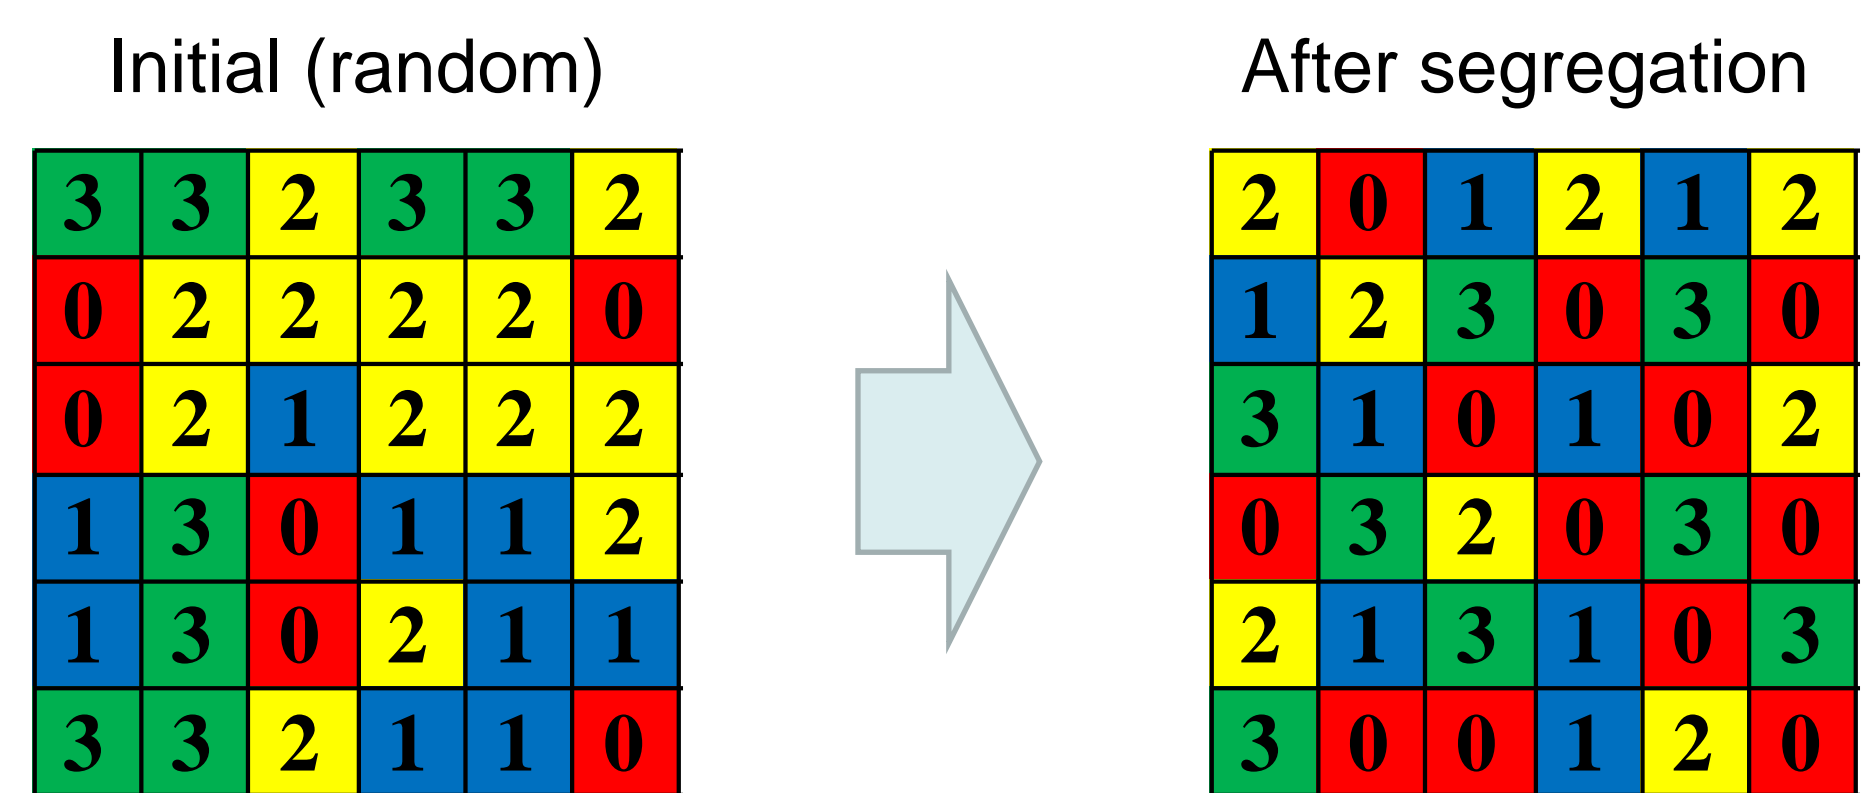 Initial (random)
After segregation
3 3 2 3 3 2
0 2 2 2 2 0
0 2 1 2 2 2
1 3 0 1 1 2
1 3 0 2 1 1
3 3 2 1 1 0
2 0 1 2 1 2
1 2 3 0 3 0
3 1 0 1 0 2
0 3 2 0 3 0
2 1 3 1 0 3
3 0 0 1 2 0